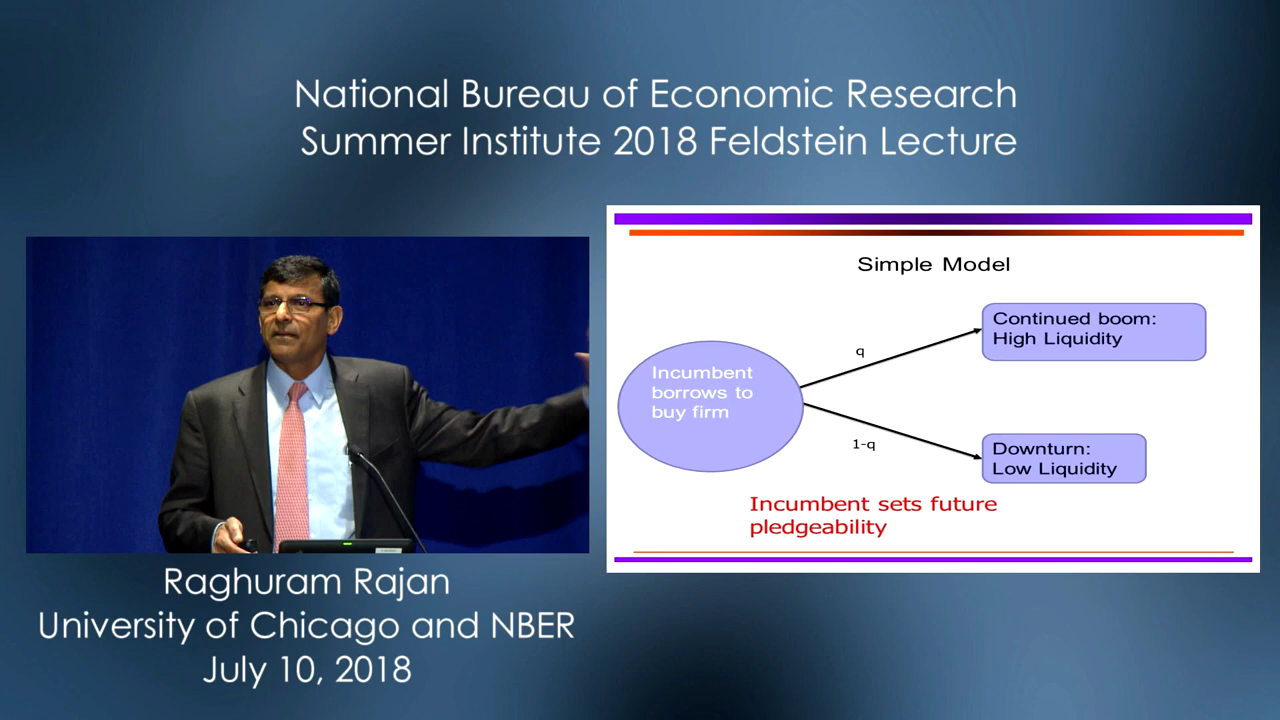 National Bureau of Economic Research
Summer Institute 2018 Feldstein Lecture
Simple Model
Incumbent
borrows to
buy firm
q
1-q
Continued boom:
High Liquidity
Downturn:
Low Liquidity
Incumbent sets future
pledgeability
Raghuram Rajan
University of Chicago and NBER
July 10, 2018